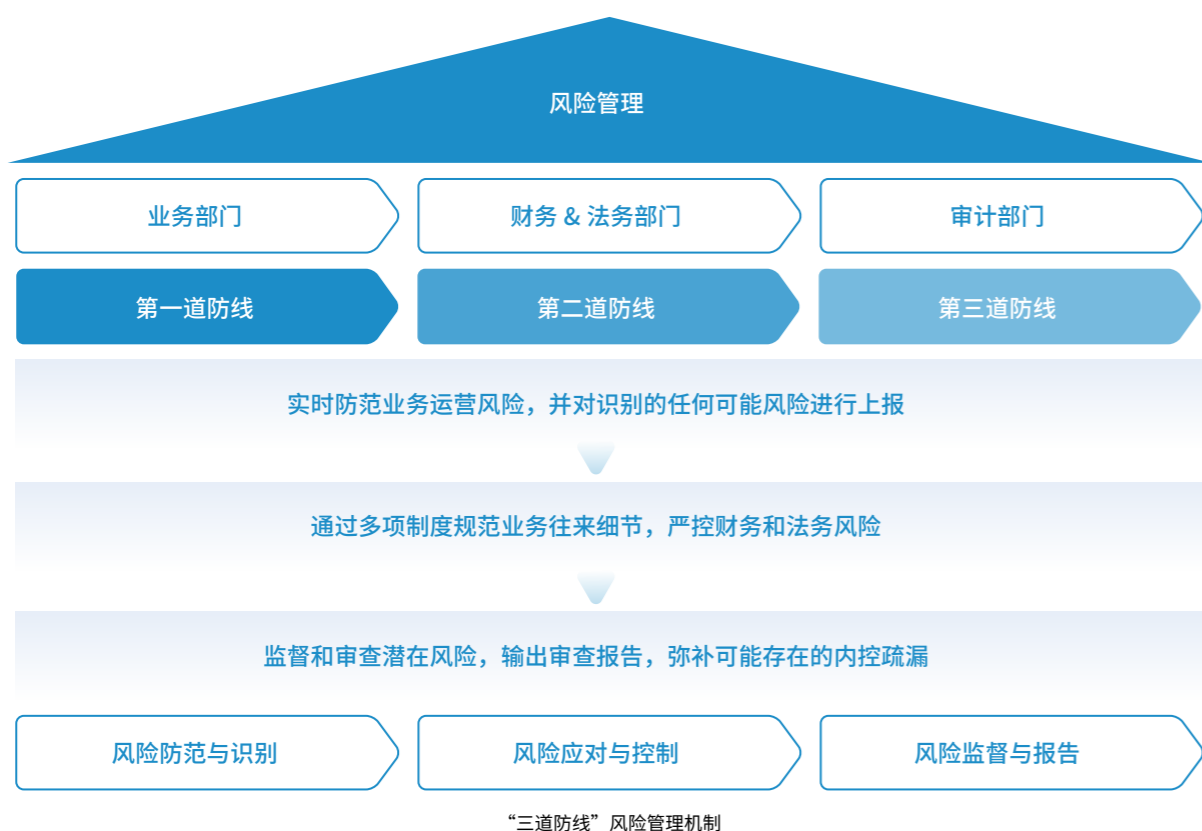 风险管理
业务部门
财务 & 法务部门
审计部门
第一道防线
第二道防线
第三道防线
实时防范业务运营风险，并对识别的任何可能风险进行上报
通过多项制度规范业务往来细节，严控财务和法务风险
监督和审查潜在风险，输出审查报告，弥补可能存在的内控疏漏
风险防范与识别
风险应对与控制
风险监督与报告
“三道防线”风险管理机制